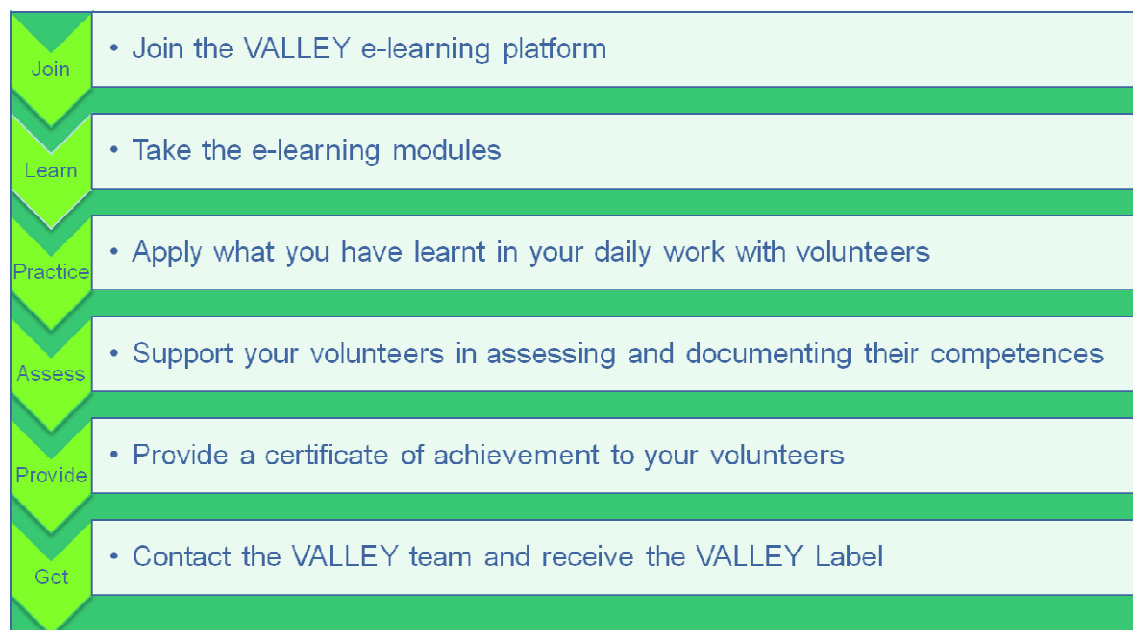 Join
• Join the VALLEY e-learning platform
Learn
• Take the e-learning modules
Practice
• Apply what you have learnt in your daily work with volunteers
Assess
• Support your volunteers in assessing and documenting their competences
Provide
• Provide a certificate of achievement to your volunteers
Get
• Contact the VALLEY team and receive the VALLEY Label